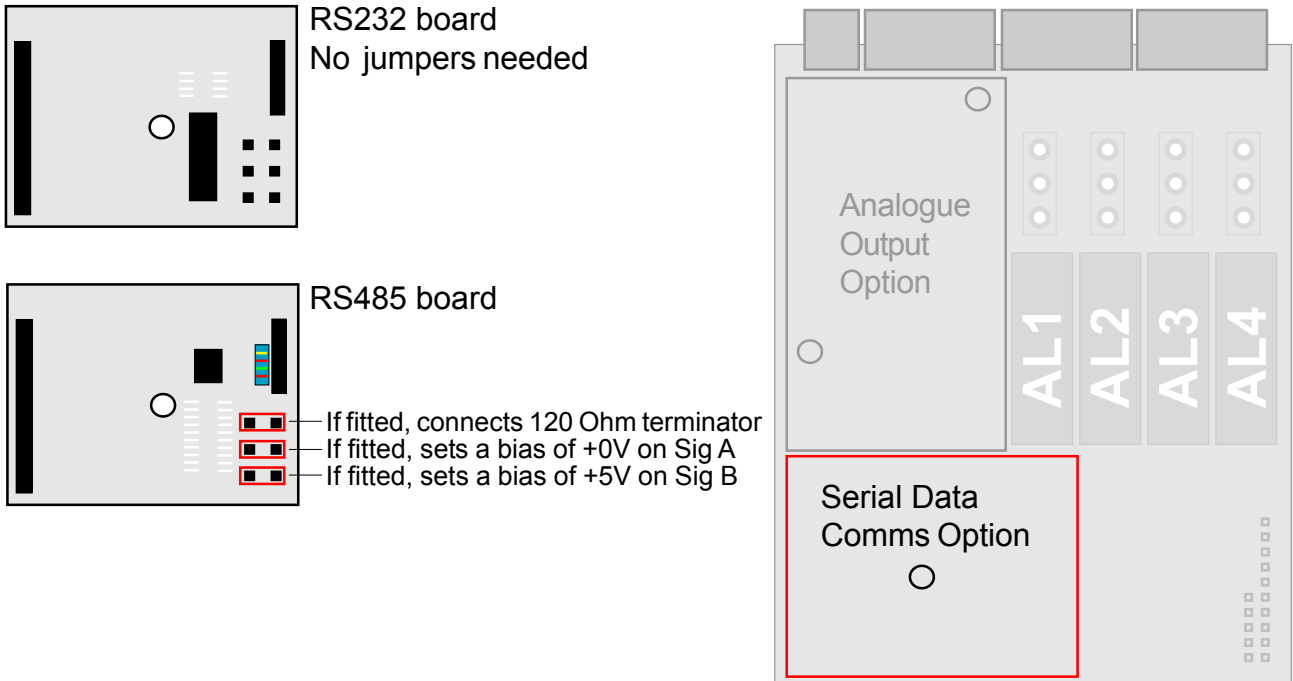 RS232 board
No jumpers needed
RS485 board
If fitted, connects 120 Ohm terminator
If fitted, sets a bias of +0V on Sig A
If fitted, sets a bias of +5V on Sig B
Analogue
Output
Option
AL1
AL2
AL3
AL4
Serial Data
Comms Option